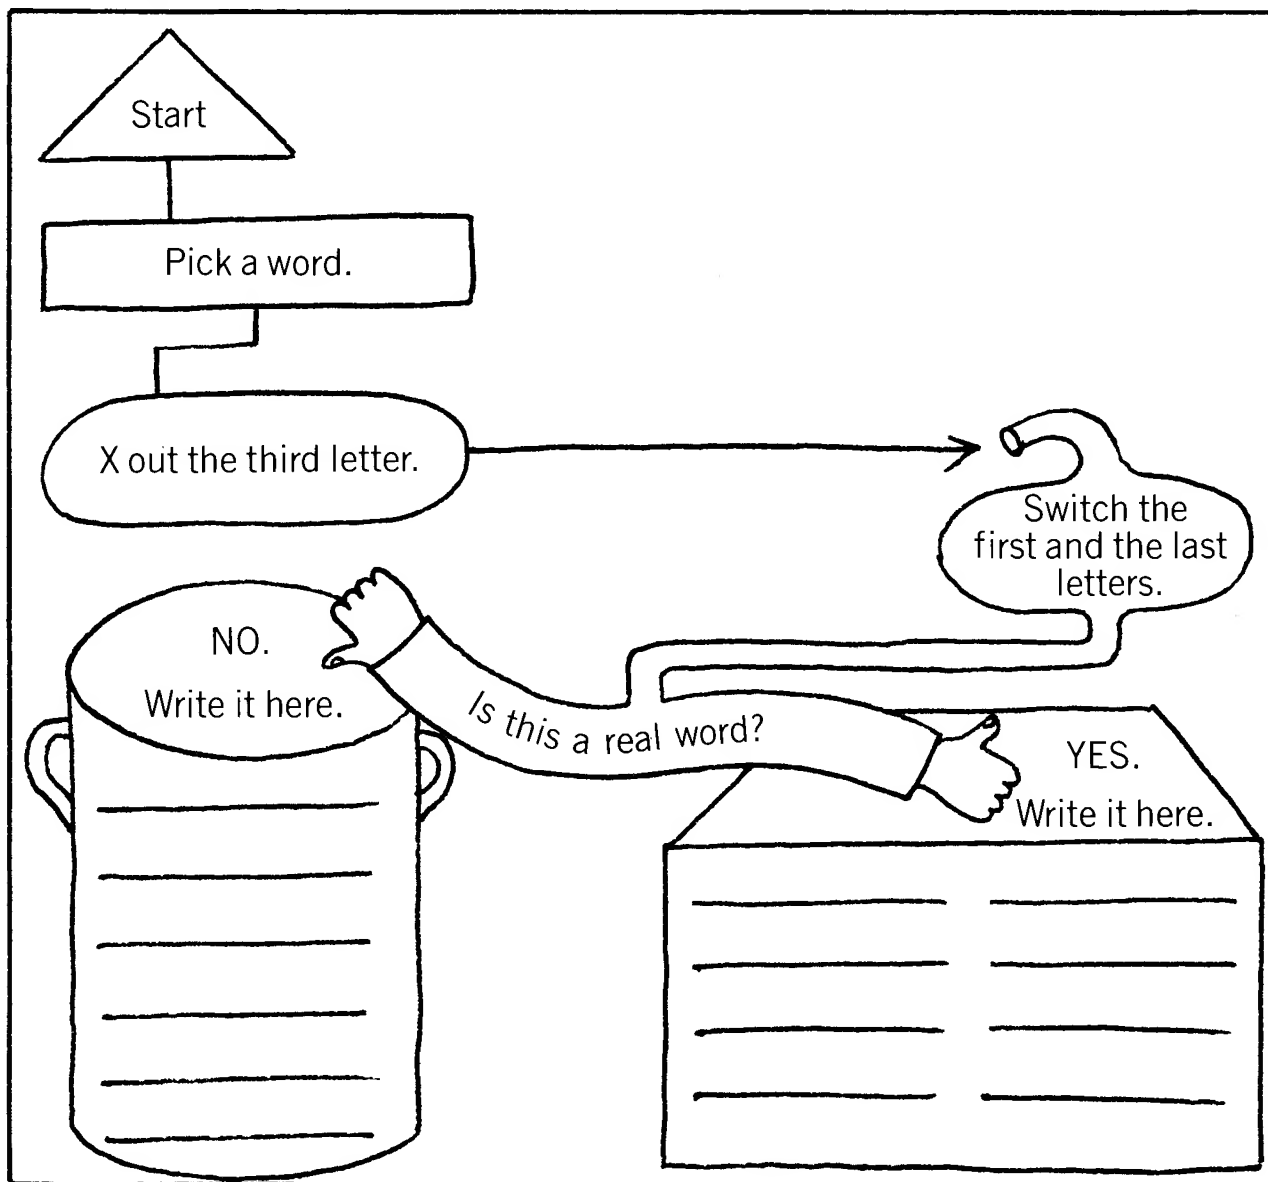 Start
Pick a word.
X out the third letter.
Switch the
first and the last
letters.
Is this a real word?
NO.
Write it here.
YES.
Write it here.